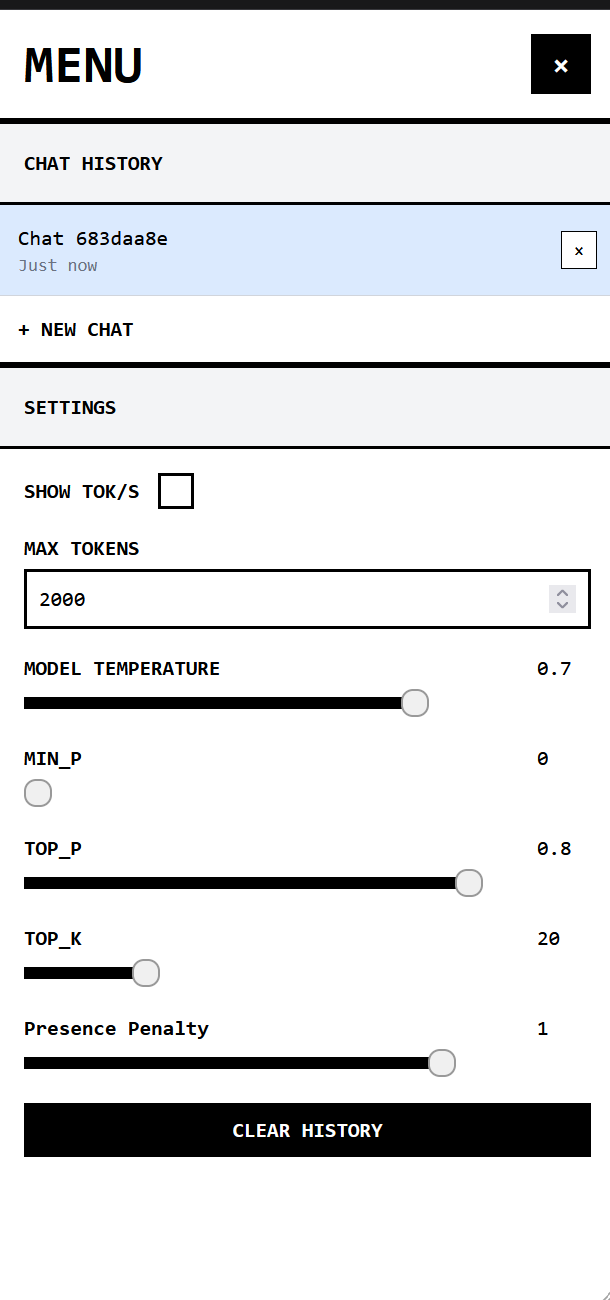 MENU ×
CHAT HISTORY
Chat 683daa8e ×
Just now
+ NEW CHAT
SETTINGS
SHOW TOK/S
MAX TOKENS
2000
MODEL TEMPERATURE 0.7
MIN_P 0
TOP_P 0.8
TOP_K 20
Presence Penalty 1
CLEAR HISTORY